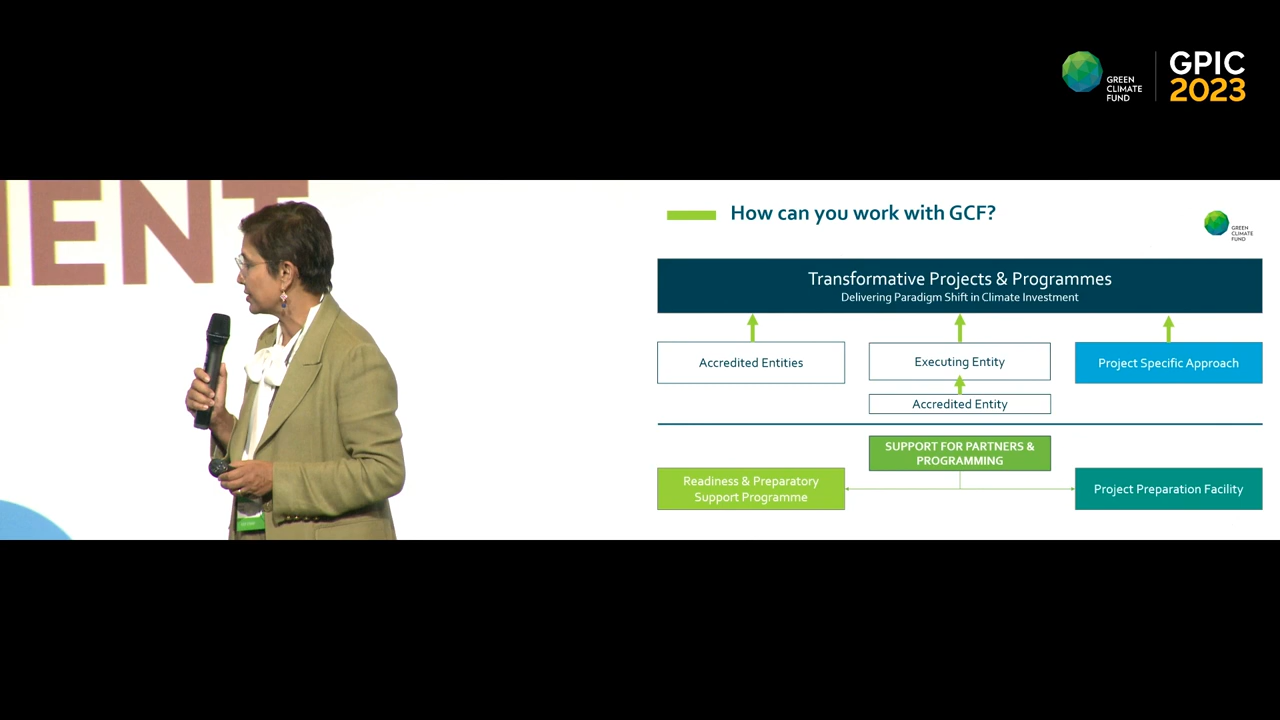 GREEN
CLIMATE
FUND
GPIC
2023
IENT
How can you work with GCF?
GREEN
CLIMATE
FUND
Transformative Projects & Programmes
Delivering Paradigm Shift in Climate Investment
Accredited Entities
Executing Entity
Project Specific Approach
Accredited Entity
SUPPORT FOR PARTNERS &
PROGRAMMING
Readiness & Preparatory
Support Programme
Project Preparation Facility